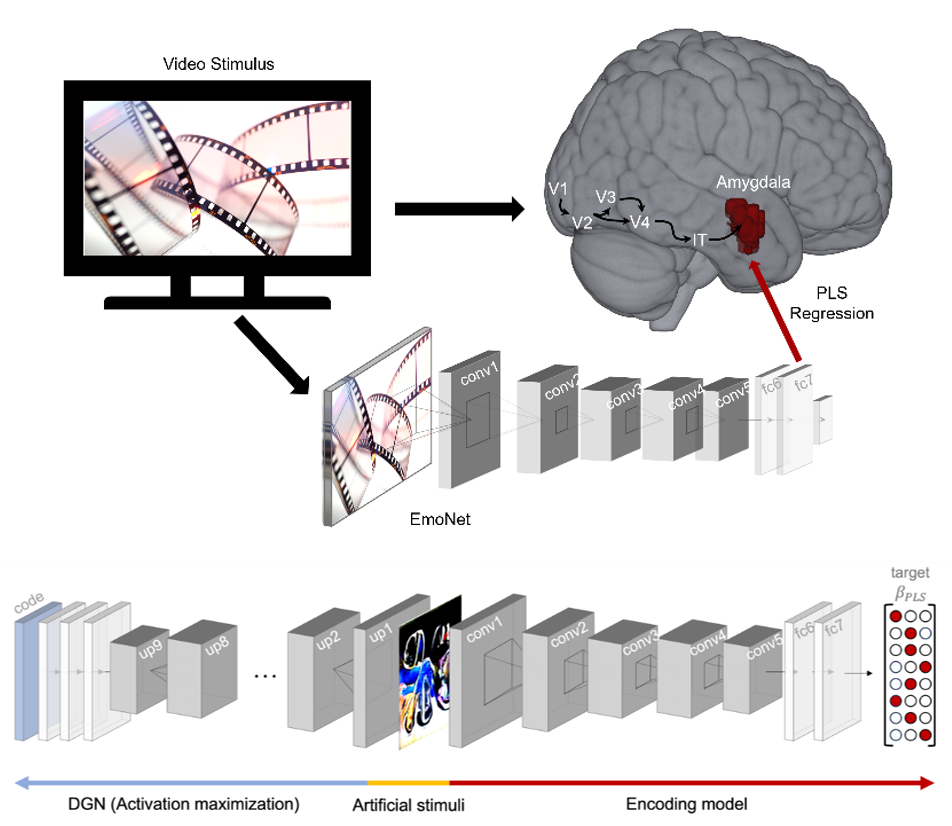 Video Stimulus
V1
V2
V3
V4
IT
Amygdala
PLS
Regression
conv1
conv2
conv3
conv4
conv5
fc6
fc7
EmoNet
code
up9
up8
...
up2
up1
conv1
conv2
conv3
conv4
conv5
fc6
fc7
target
βPLS
DGN (Activation maximization)
Artificial stimuli
Encoding model